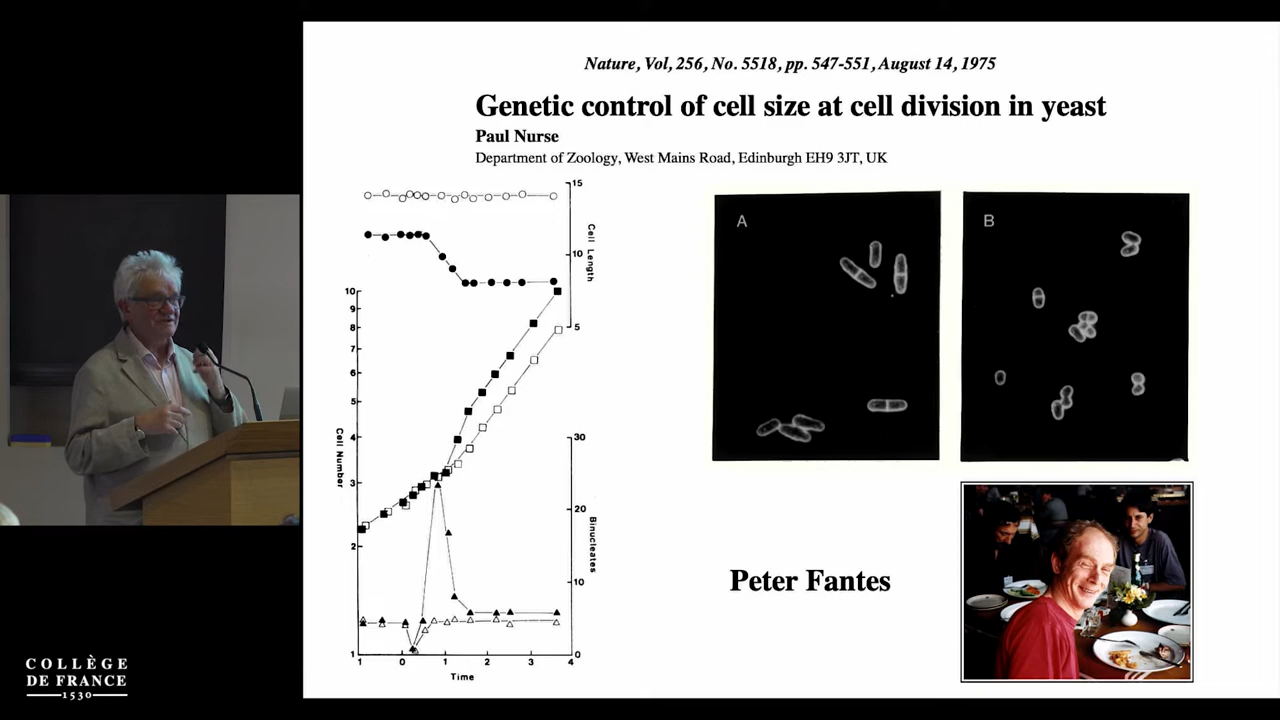 Nature, Vol, 256, No. 5518, pp. 547-551, August 14, 1975
Genetic control of cell size at cell division in yeast
Paul Nurse
Department of Zoology, West Mains Road, Edinburgh EH9 3JT, UK
15
10
5
Cell Length
10
9
8
7
6
5
4
3
2
1
Cell Number
30
20
10
0
Binucleates
1 0 1 2 3 4
Time
A
B
Peter Fantes
COLLÈGE
DE FRANCE
1530